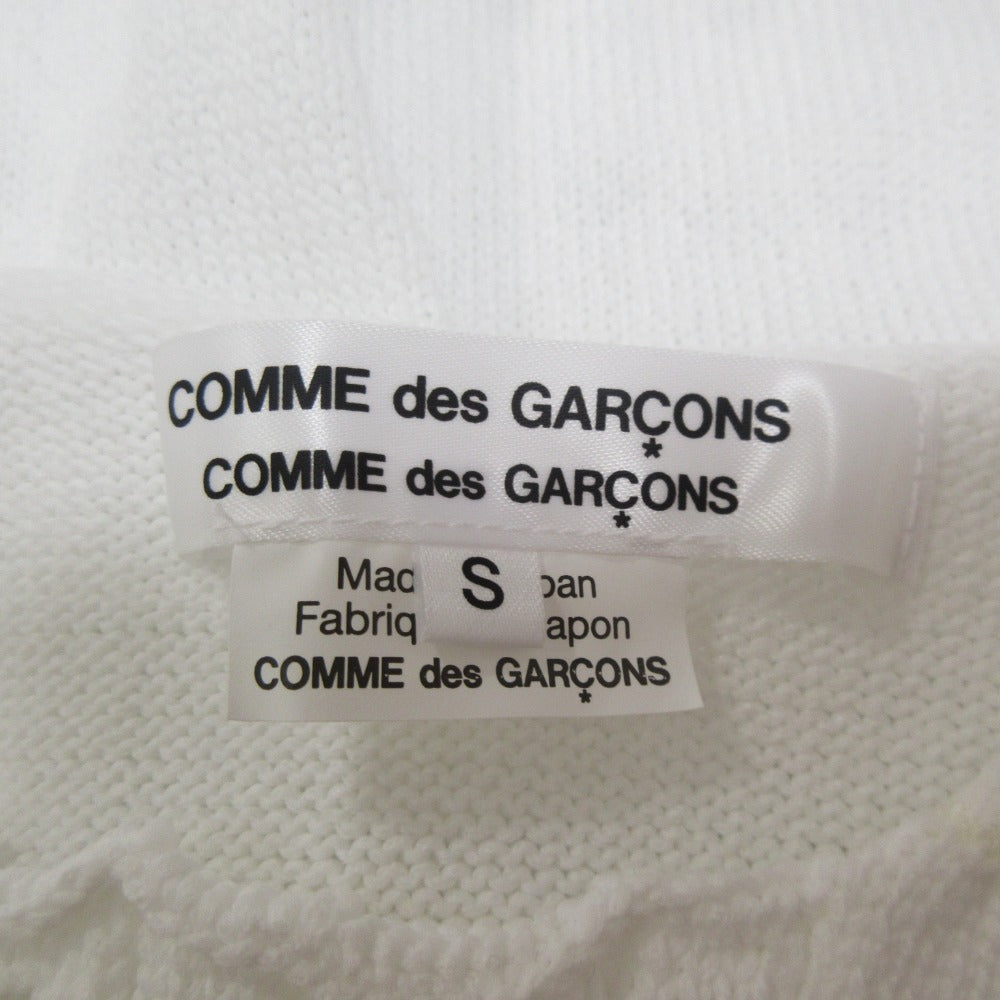 COMME des GARÇONS
COMME des GARÇONS
S
Mad pan
Fabriq apon
COMME des GARÇONS